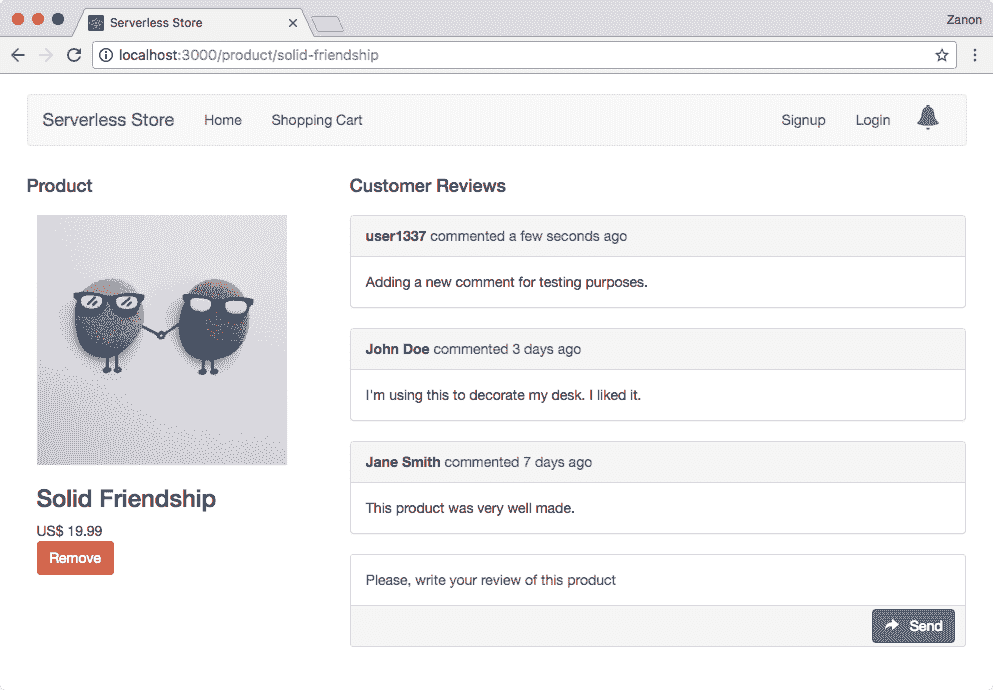 Serverless Store
Zanon
localhost:3000/product/solid-friendship
Serverless Store Home Shopping Cart Signup Login
Product
Solid Friendship
US$ 19.99
Remove
Customer Reviews
user1337 commented a few seconds ago
Adding a new comment for testing purposes.
John Doe commented 3 days ago
I'm using this to decorate my desk. I liked it.
Jane Smith commented 7 days ago
This product was very well made.
Please, write your review of this product
Send